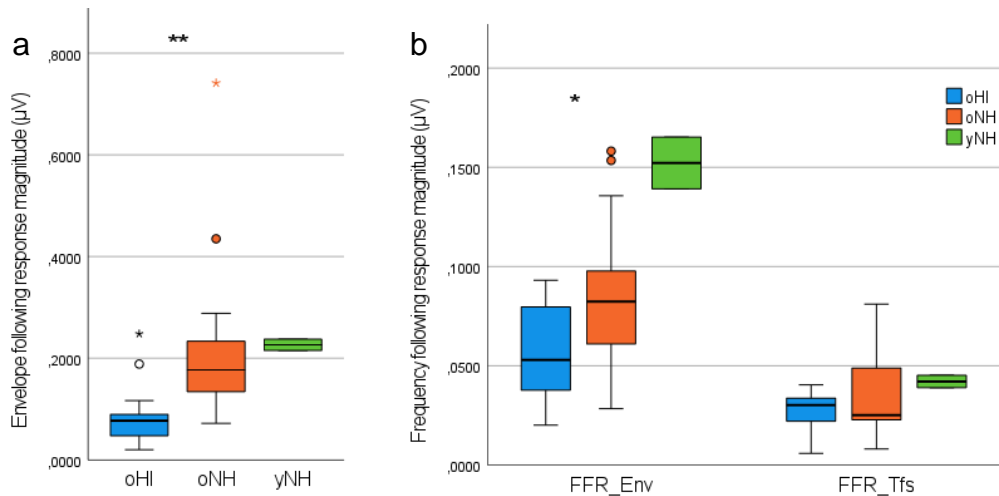 a
**
Envelope following response magnitude (µV)
,8000
,6000
,4000
,2000
,0000
*
*
oHI
oNH
yNH
b
*
Frequency following response magnitude (µV)
,2000
,1500
,1000
,0500
,0000
oHI
oNH
yNH
FFR_Env
FFR_Tfs